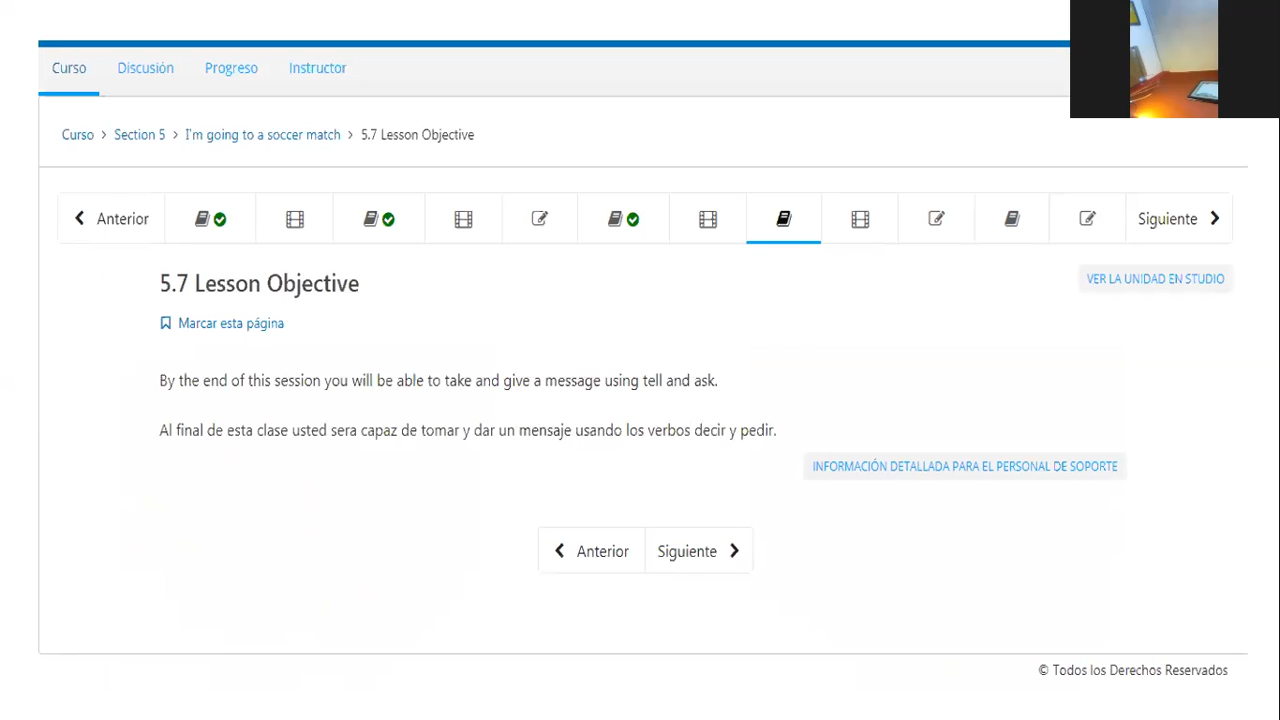 Curso Discusión Progreso Instructor
Curso > Section 5 > I'm going to a soccer match > 5.7 Lesson Objective
Anterior Siguiente
5.7 Lesson Objective
VER LA UNIDAD EN STUDIO
Marcar esta página
By the end of this session you will be able to take and give a message using tell and ask.
Al final de esta clase usted sera capaz de tomar y dar un mensaje usando los verbos decir y pedir.
INFORMACIÓN DETALLADA PARA EL PERSONAL DE SOPORTE
Anterior Siguiente
© Todos los Derechos Reservados